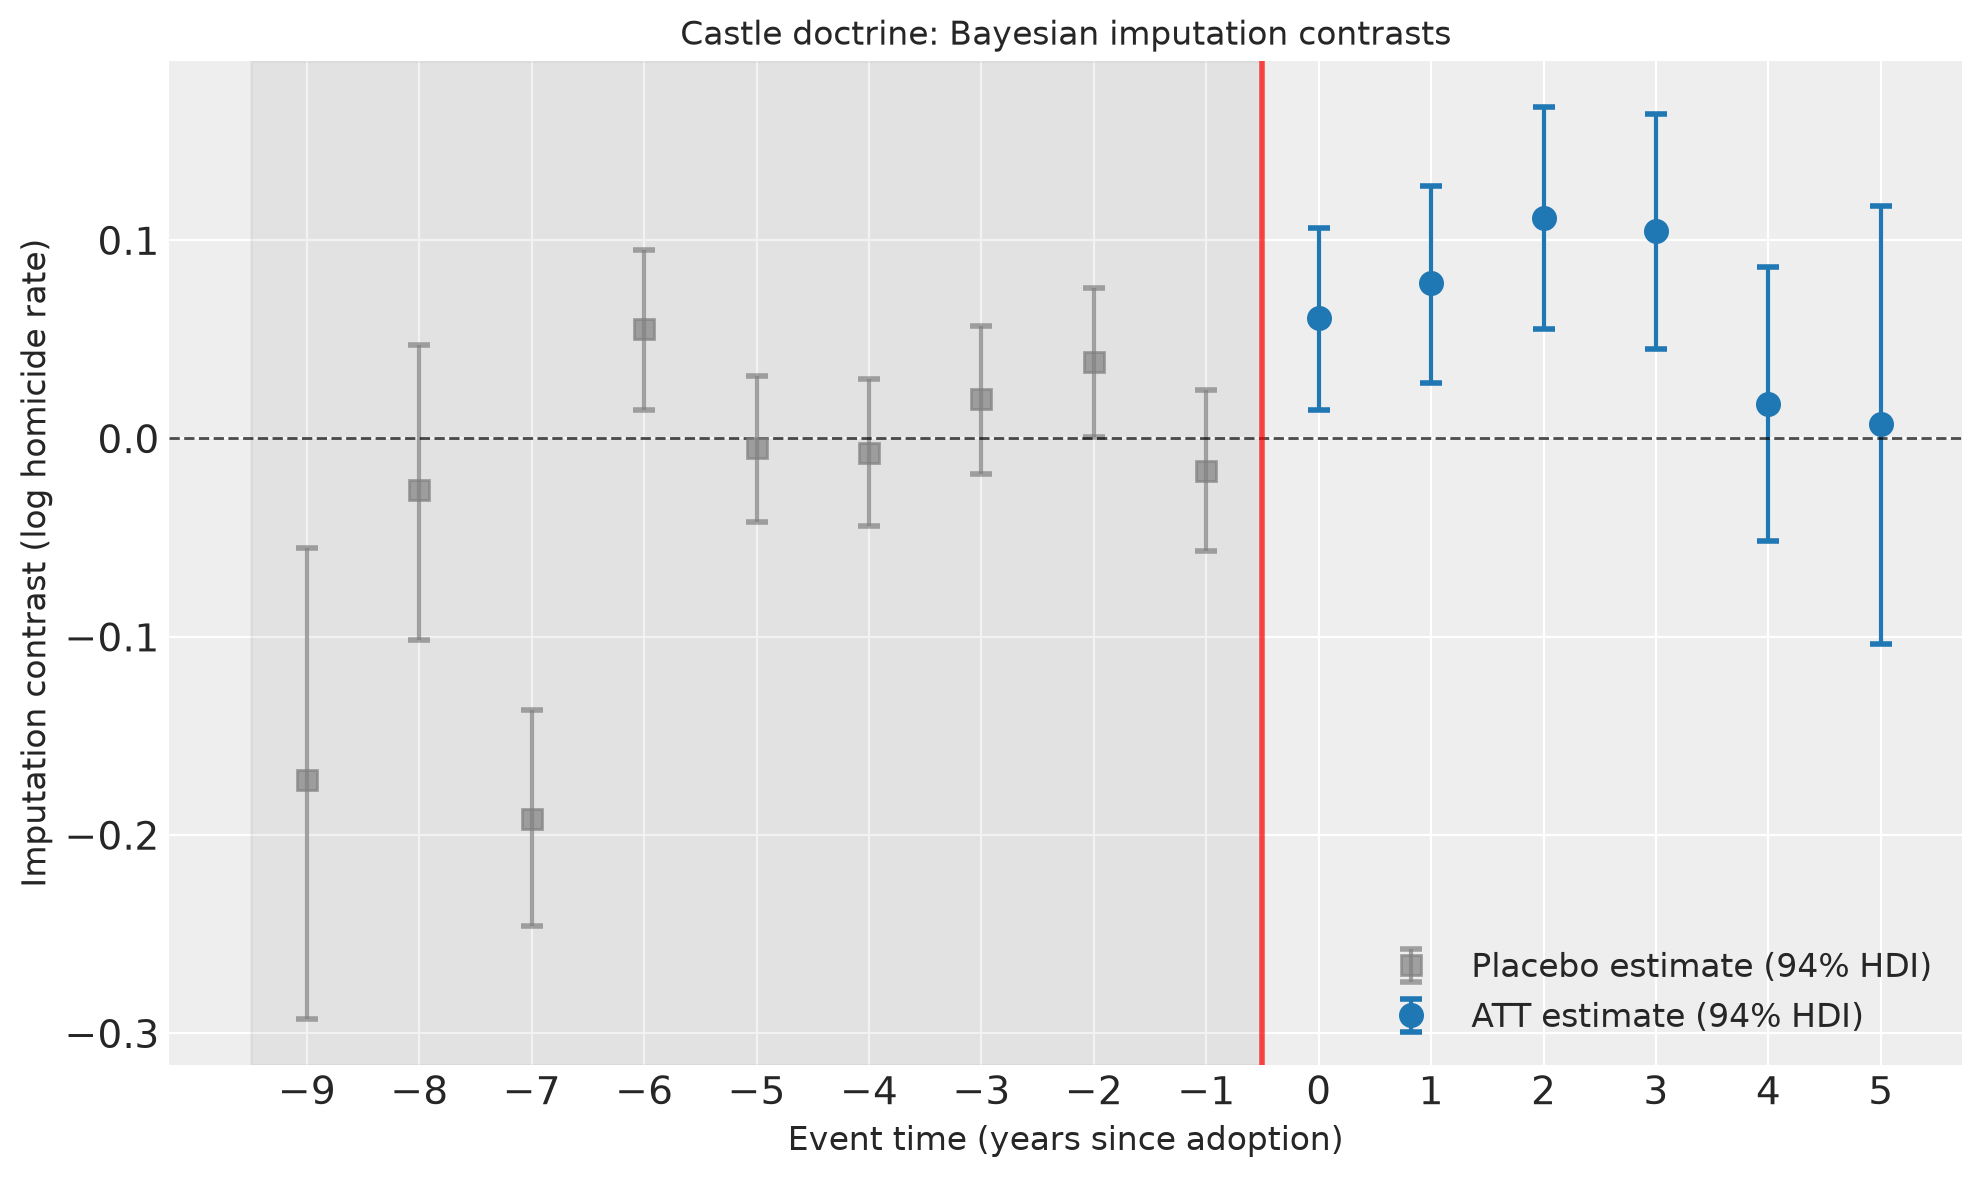 Castle doctrine: Bayesian imputation contrasts
Imputation contrast (log homicide rate)
0.1
0.0
−0.1
−0.2
−0.3
Placebo estimate (94% HDI)
ATT estimate (94% HDI)
−9 −8 −7 −6 −5 −4 −3 −2 −1 0 1 2 3 4 5
Event time (years since adoption)